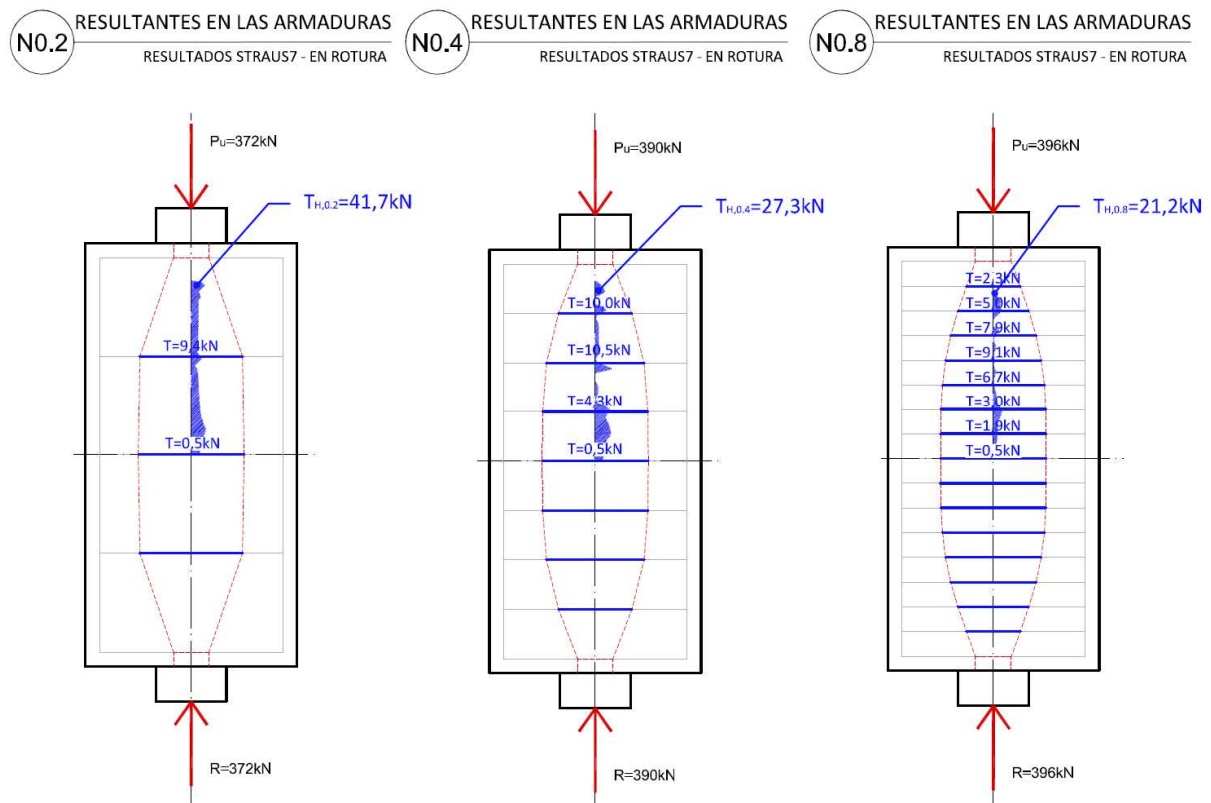 N0.2
RESULTANTES EN LAS ARMADURAS
RESULTADOS STRAUS7 - EN ROTURA
Pu=372kN
TH,0.2=41,7kN
T=9,4kN
T=0,5kN
R=372kN
N0.4
RESULTANTES EN LAS ARMADURAS
RESULTADOS STRAUS7 - EN ROTURA
Pu=390kN
TH,0.4=27,3kN
T=10,0kN
T=10,5kN
T=4,3kN
T=0,5kN
R=390kN
N0.8
RESULTANTES EN LAS ARMADURAS
RESULTADOS STRAUS7 - EN ROTURA
Pu=396kN
TH,0.8=21,2kN
T=2,3kN
T=5,0kN
T=7,9kN
T=9,1kN
T=6,7kN
T=3,0kN
T=1,9kN
T=0,5kN
R=396kN